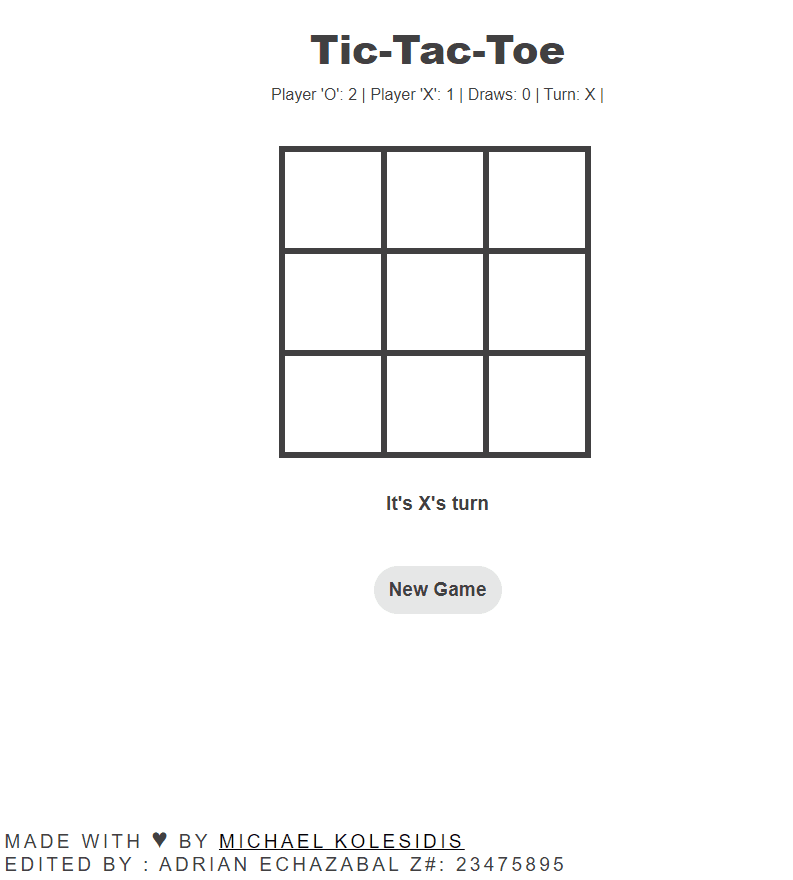 Tic-Tac-Toe
Player 'O': 2 | Player 'X': 1 | Draws: 0 | Turn: X |
It's X's turn
New Game
MADE WITH ♥ BY MICHAEL KOLESIDIS
EDITED BY : ADRIAN ECHAZABAL Z#: 23475895